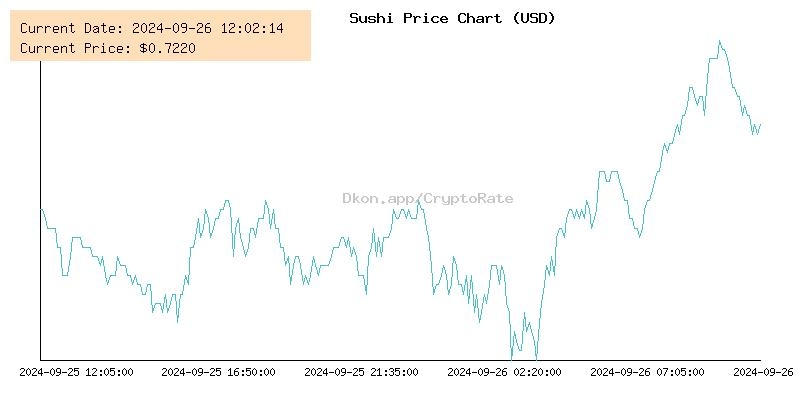 Sushi Price Chart (USD)
Current Date: 2024-09-26 12:02:14
Current Price: $0.7220
Dkon.app/CryptoRate
2024-09-25 12:05:00 2024-09-25 16:50:00 2024-09-25 21:35:00 2024-09-26 02:20:00 2024-09-26 07:05:00 2024-09-26